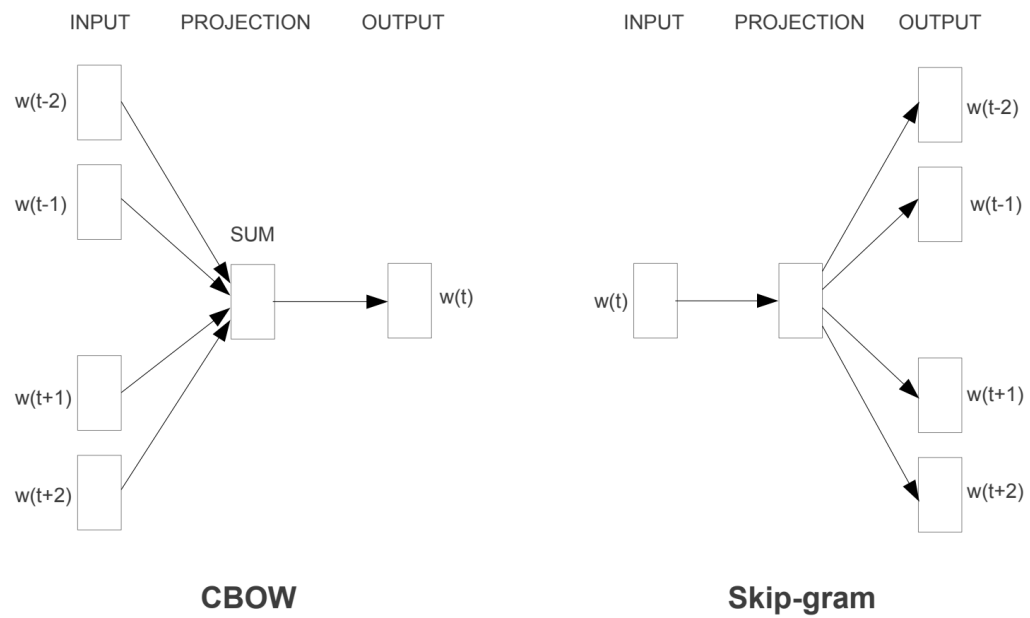 INPUT PROJECTION OUTPUT
w(t-2)
w(t-1)
SUM
w(t)
w(t+1)
w(t+2)
CBOW
INPUT PROJECTION OUTPUT
w(t-2)
w(t-1)
w(t)
w(t+1)
w(t+2)
Skip-gram